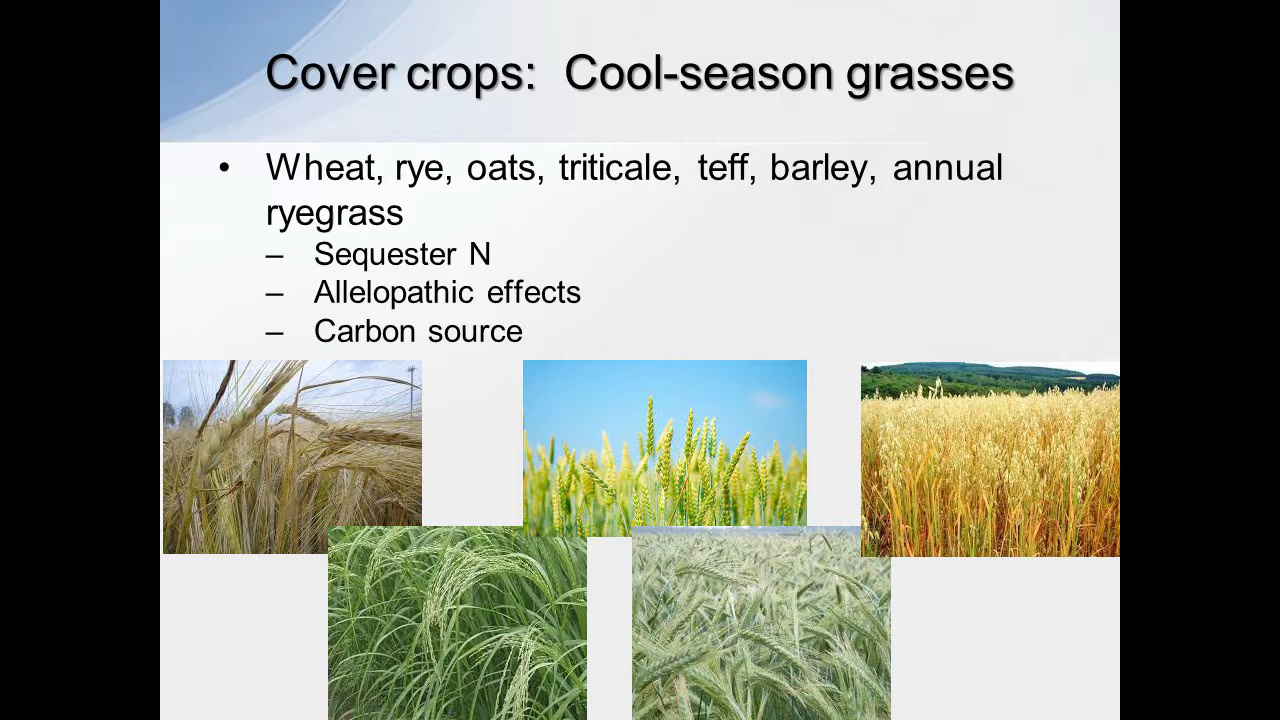 Cover crops: Cool-season grasses
• Wheat, rye, oats, triticale, teff, barley, annual
ryegrass
– Sequester N
– Allelopathic effects
– Carbon source